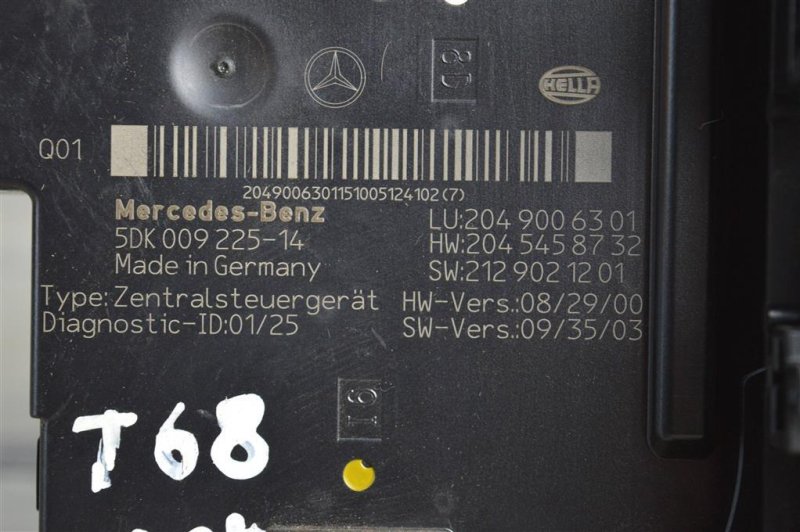 8D
HELLA
Q01
2049006301151005124102 (7)
Mercedes-Benz
LU:204 900 63 01
5DK 009 225-14
HW:204 545 87 32
Made in Germany
SW:212 902 12 01
Type:Zentralsteuergerät
HW-Vers.:08/29/00
Diagnostic-ID:01/25
SW-Vers.:09/35/03
T68